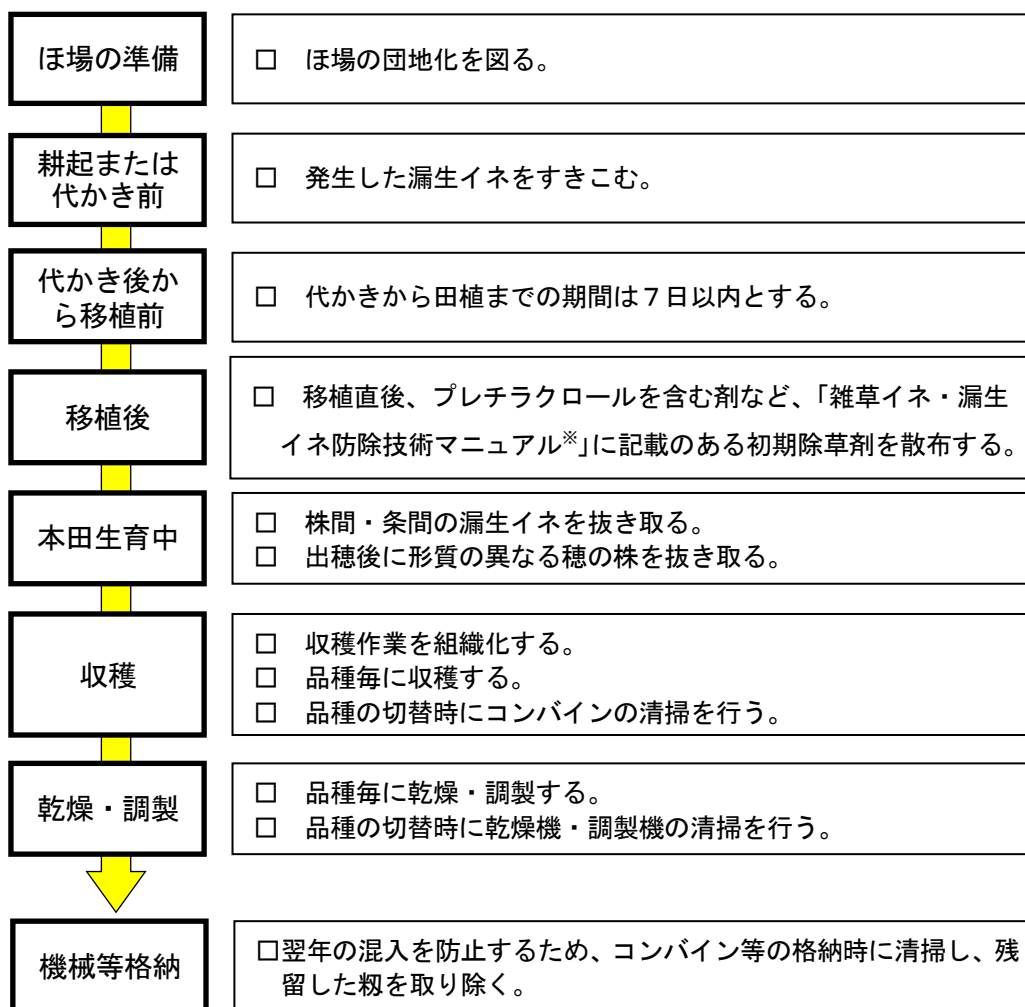 ほ場の準備
□ ほ場の団地化を図る。
耕起または
代かき前
□ 発生した漏生イネをすきこむ。
代かき後か
ら移植前
□ 代かきから田植までの期間は７日以内とする。
移植後
□ 移植直後、プレチラクロールを含む剤など、「雑草イネ・漏生
イネ防除技術マニュアル※」に記載のある初期除草剤を散布する。
本田生育中
□ 株間・条間の漏生イネを抜き取る。
□ 出穂後に形質の異なる穂の株を抜き取る。
収穫
□ 収穫作業を組織化する。
□ 品種毎に収穫する。
□ 品種の切替時にコンバインの清掃を行う。
乾燥・調製
□ 品種毎に乾燥・調製する。
□ 品種の切替時に乾燥機・調製機の清掃を行う。
機械等格納
□翌年の混入を防止するため、コンバイン等の格納時に清掃し、残
留した籾を取り除く。